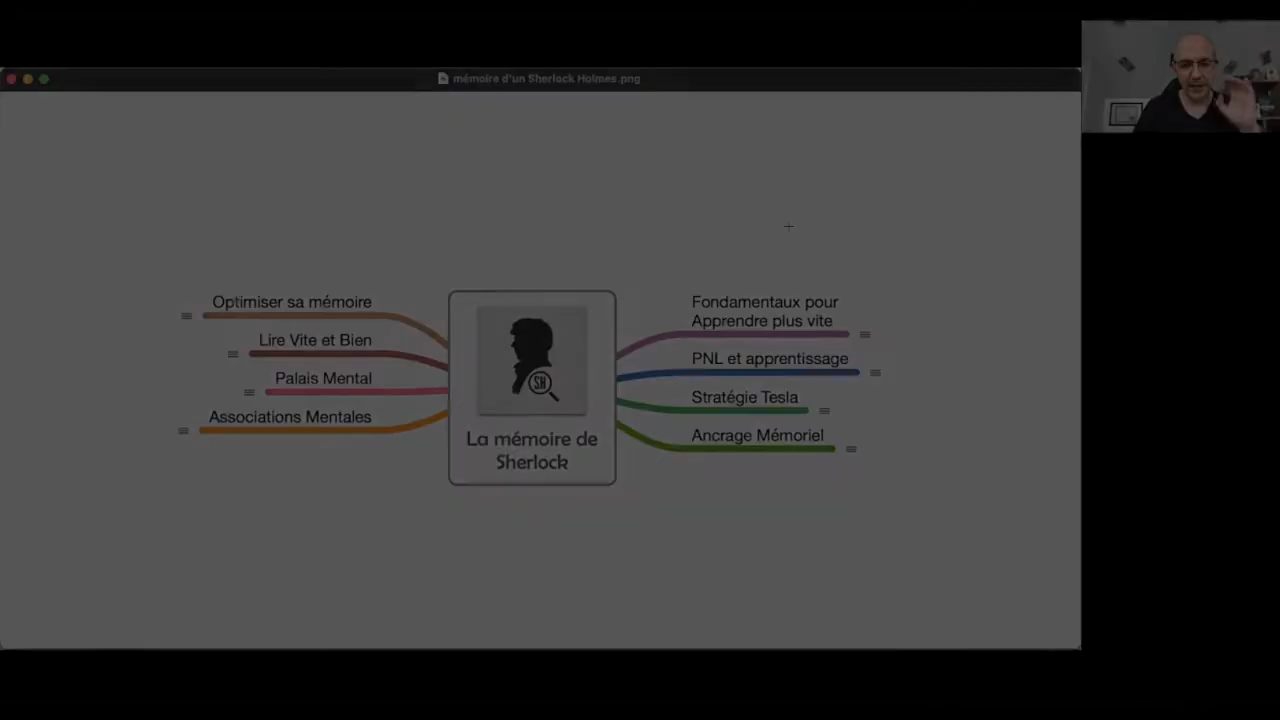 mémoire d'un Sherlock Holmes.png
Optimiser sa mémoire
Lire Vite et Bien
Palais Mental
Associations Mentales
SH
La mémoire de
Sherlock
Fondamentaux pour
Apprendre plus vite
PNL et apprentissage
Stratégie Tesla
Ancrage Mémoriel